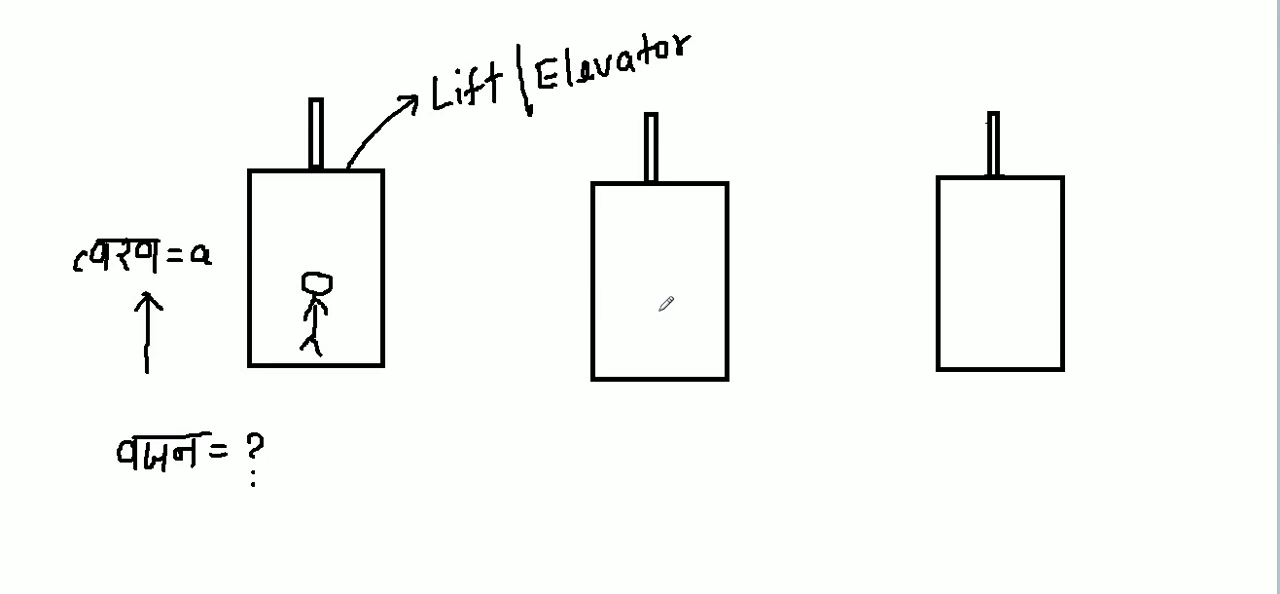 Lift / Elevator
त्वरण = a
वजन = ?